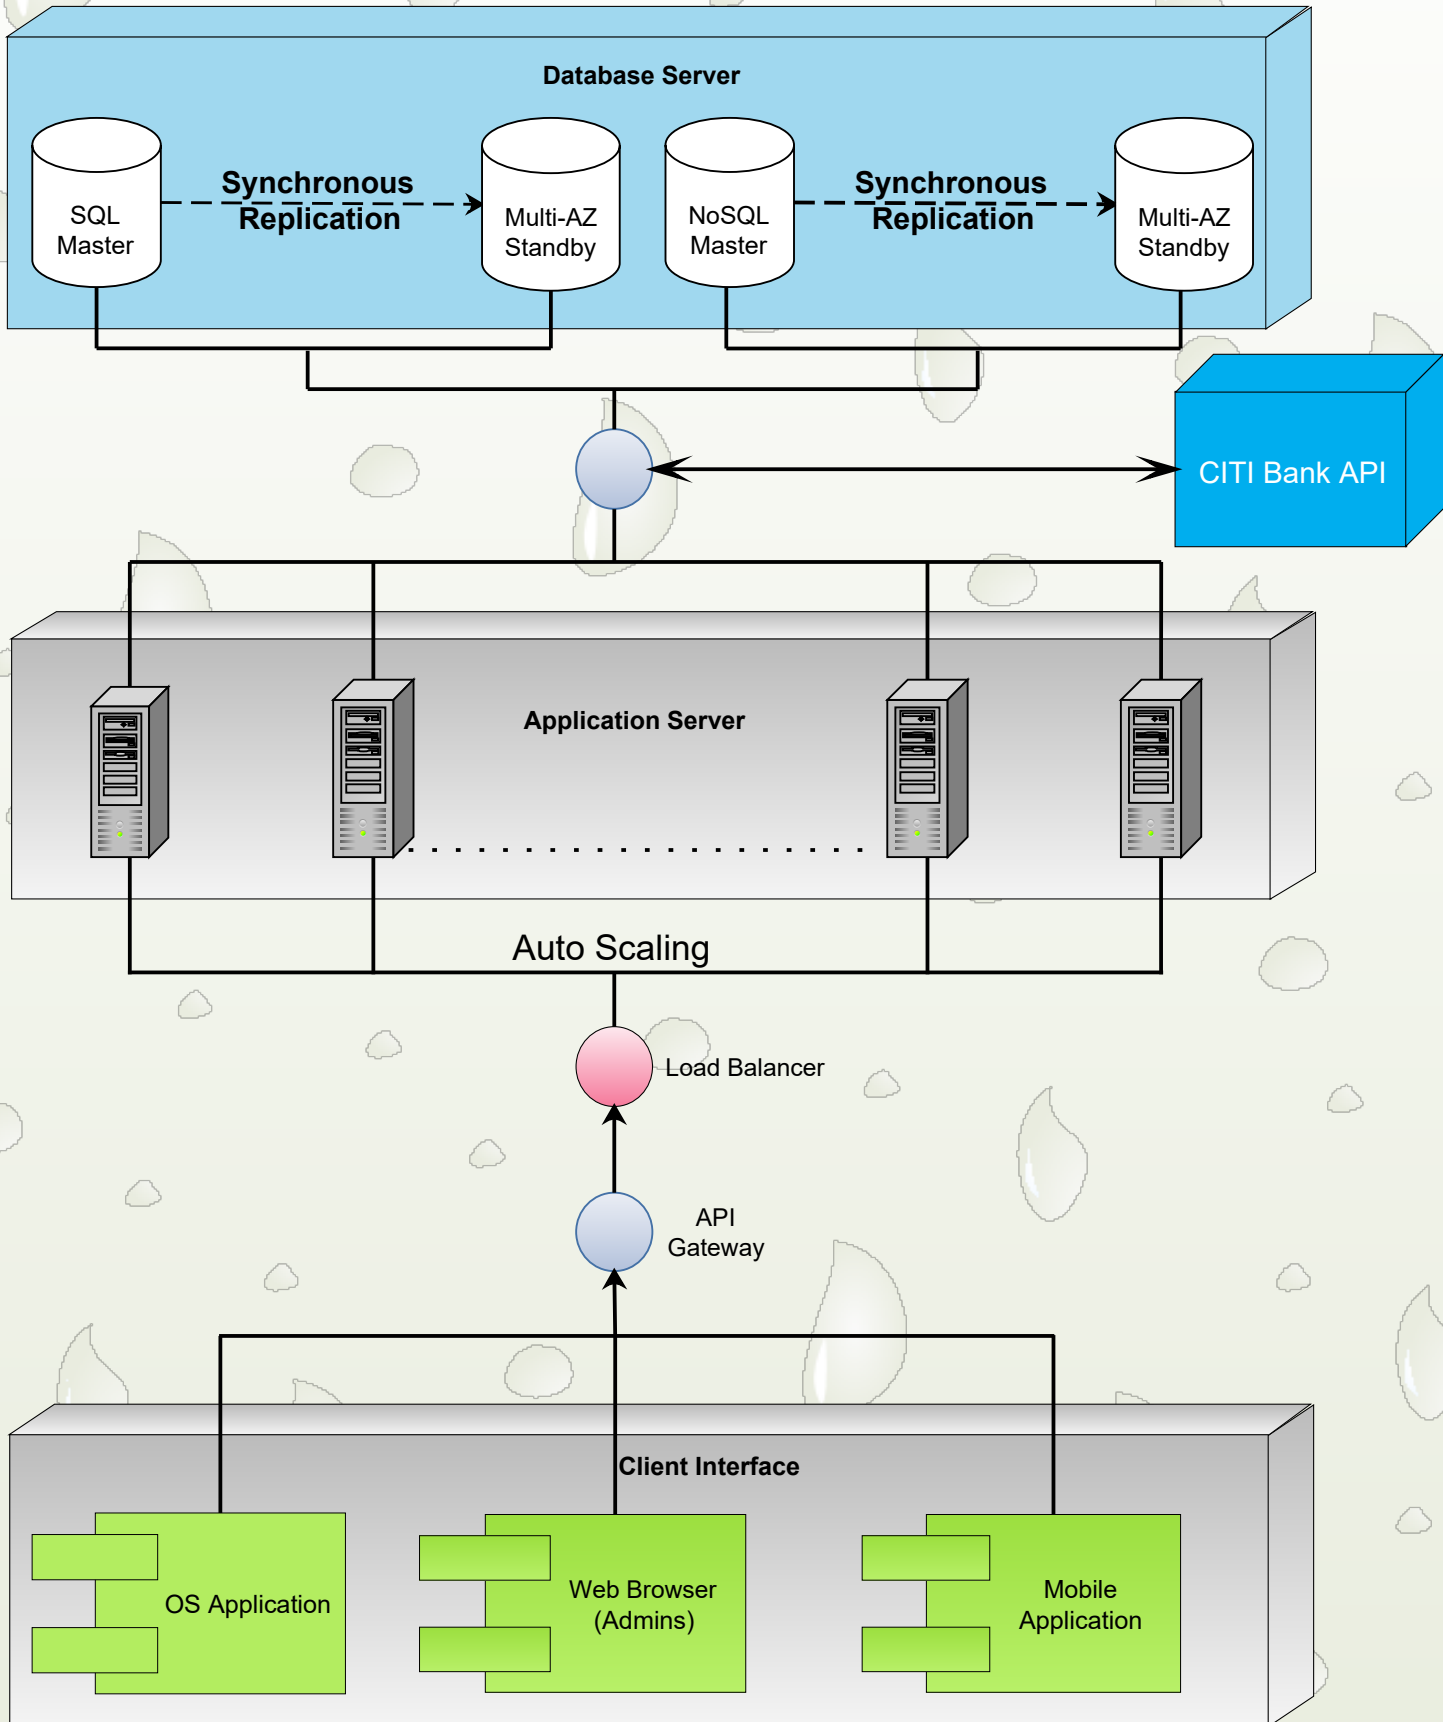 Database Server
Synchronous
Replication
SQL
Master
Multi-AZ
Standby
Synchronous
Replication
NoSQL
Master
Multi-AZ
Standby
CITI Bank API
Application Server
Auto Scaling
Load Balancer
API
Gateway
Client Interface
OS Application
Web Browser
(Admins)
Mobile
Application